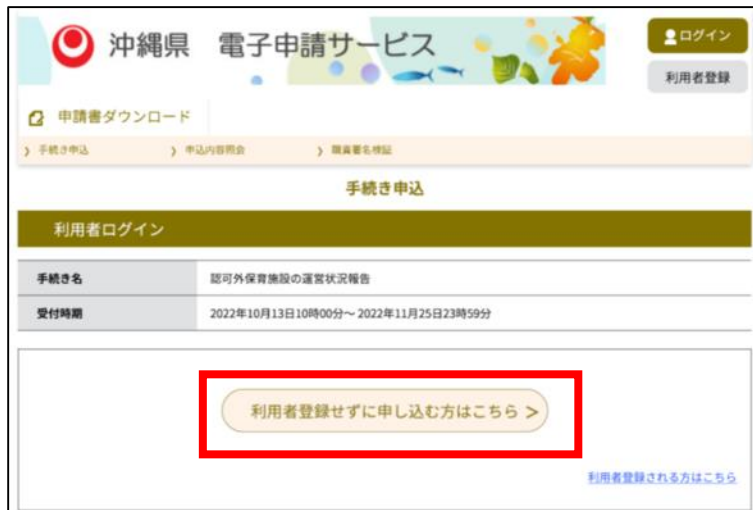 沖縄県 電子申請サービス
ログイン
利用者登録
申請書ダウンロード
手続き申込
申込内容照会
職責署名検証
手続き申込
利用者ログイン
手続き名 認可外保育施設の運営状況報告
受付時期 2022年10月13日10時00分～2022年11月25日23時59分
利用者登録せずに申し込む方はこちら >
利用者登録される方はこちら